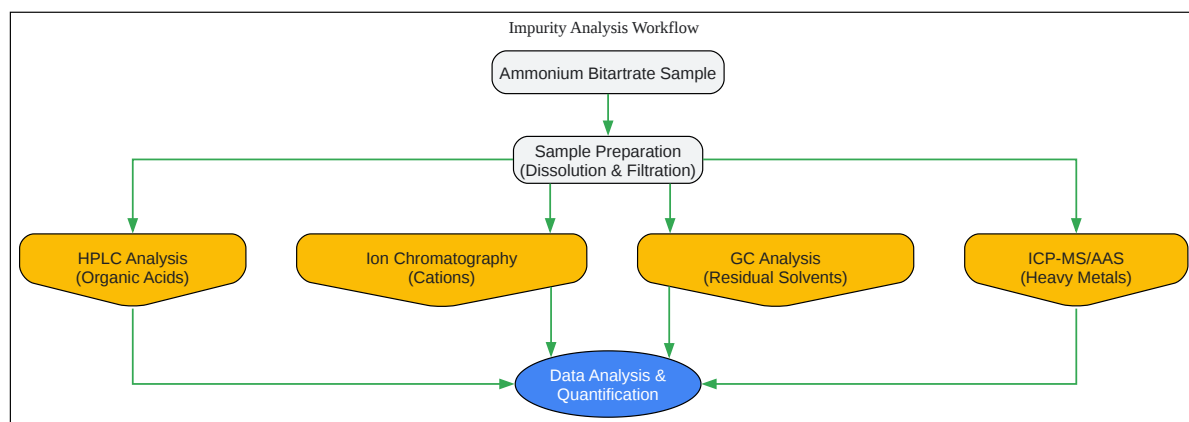 Impurity Analysis Workflow
Ammonium Bitartrate Sample
Sample Preparation
(Dissolution & Filtration)
HPLC Analysis
(Organic Acids)
Ion Chromatography
(Cations)
GC Analysis
(Residual Solvents)
ICP-MS/AAS
(Heavy Metals)
Data Analysis &
Quantification